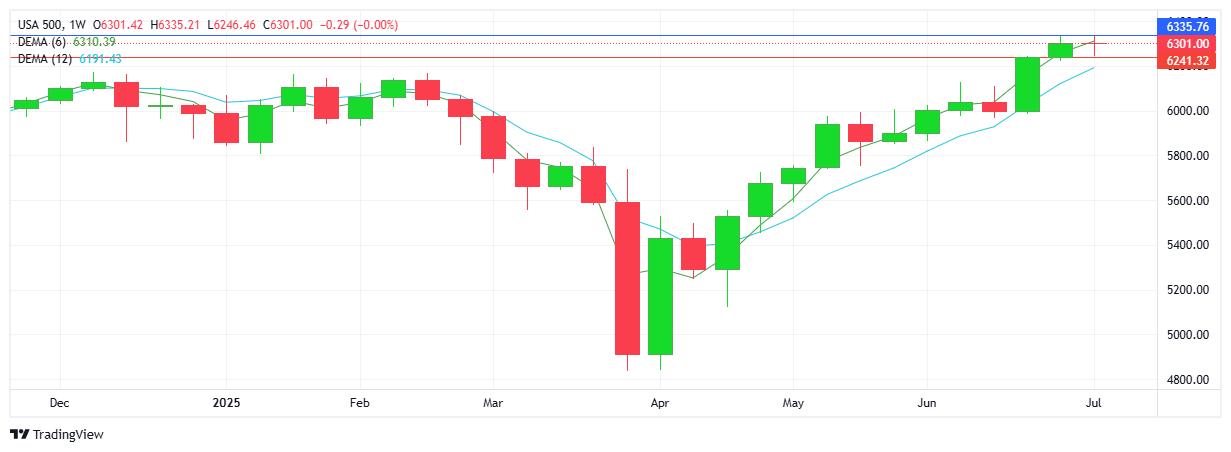 USA 500, 1W O6301.42 H6335.21 L6246.46 C6301.00 −0.29 (−0.00%)
DEMA (6) 6310.39
DEMA (12) 6191.43
6335.76
6301.00
6241.32
6000.00
5800.00
5600.00
5400.00
5200.00
5000.00
4800.00
Dec 2025 Feb Mar Apr May Jun Jul
TradingView